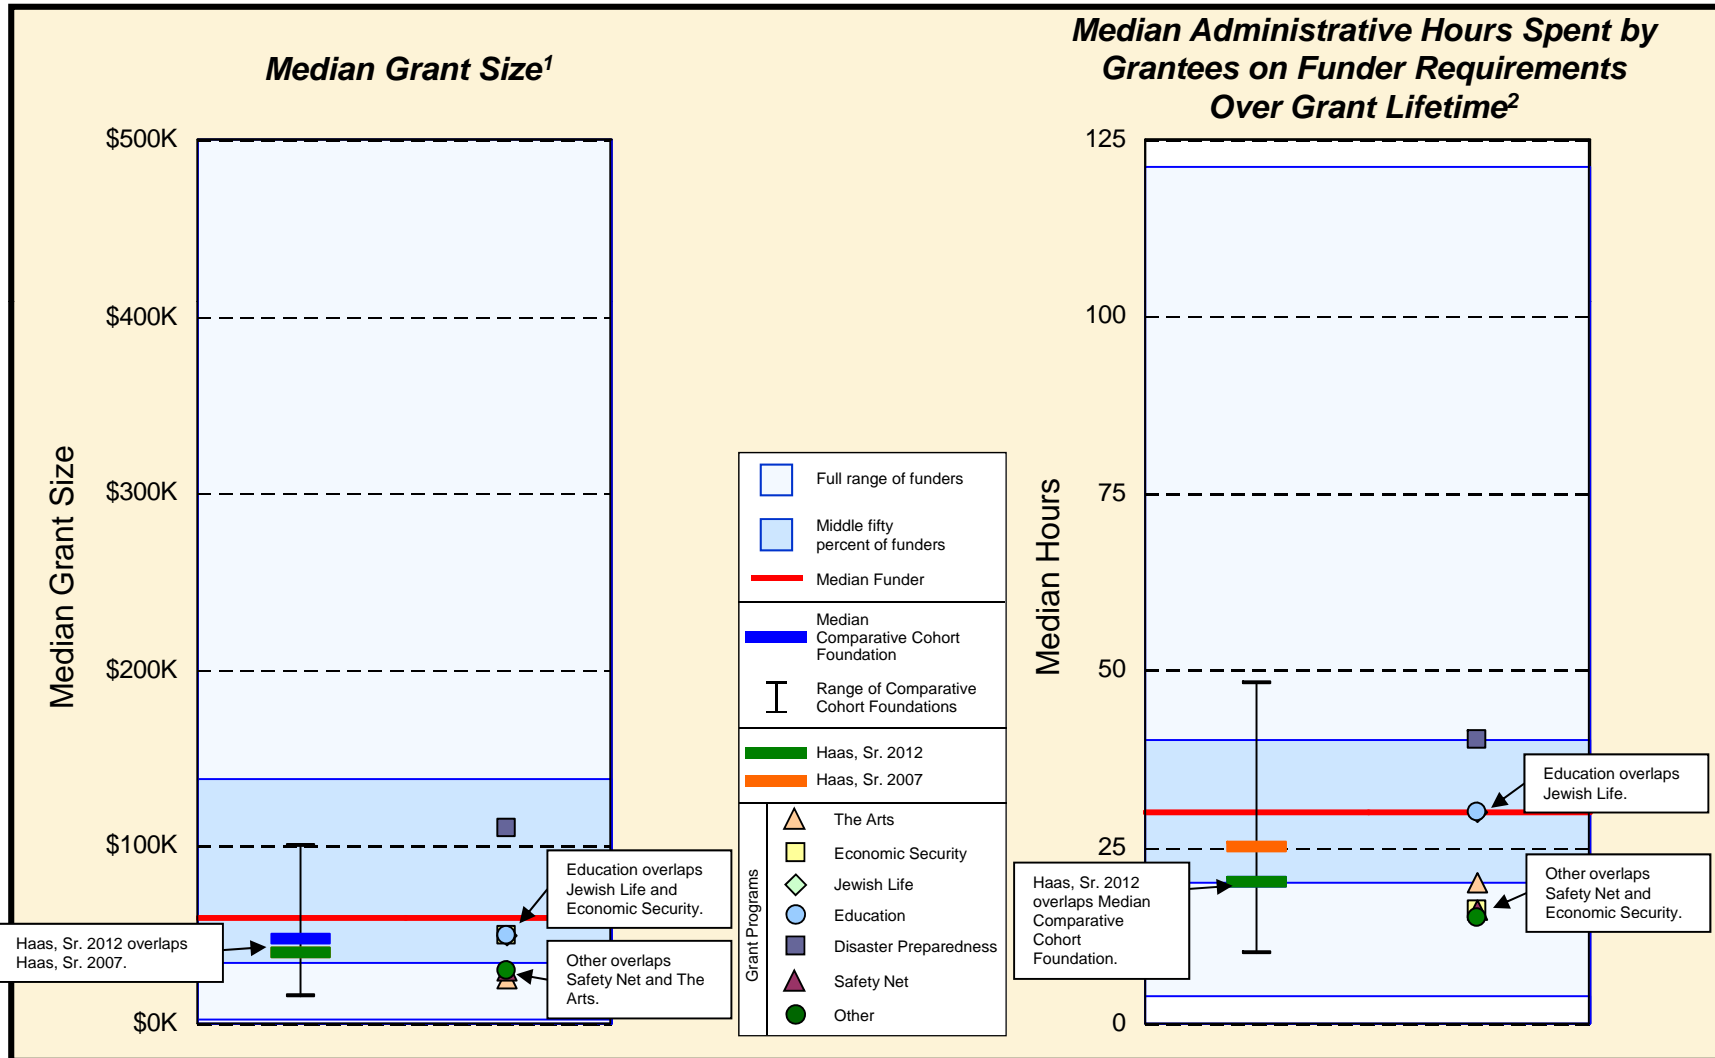 Median Grant Size¹
$500K
$400K
$300K
$200K
$100K
$0K
Median Grant Size
Education overlaps
Jewish Life and
Economic Security.
Haas, Sr. 2012 overlaps
Haas, Sr. 2007.
Other overlaps
Safety Net and The
Arts.
Full range of funders
Middle fifty
percent of funders
Median Funder
Median
Comparative Cohort
Foundation
Range of Comparative
Cohort Foundations
Haas, Sr. 2012
Haas, Sr. 2007
Grant Programs
The Arts
Economic Security
Jewish Life
Education
Disaster Preparedness
Safety Net
Other
Median Administrative Hours Spent by
Grantees on Funder Requirements
Over Grant Lifetime²
125
100
75
50
25
0
Median Hours
Education overlaps
Jewish Life.
Haas, Sr. 2012
overlaps Median
Comparative
Cohort
Foundation.
Other overlaps
Safety Net and
Economic Security.